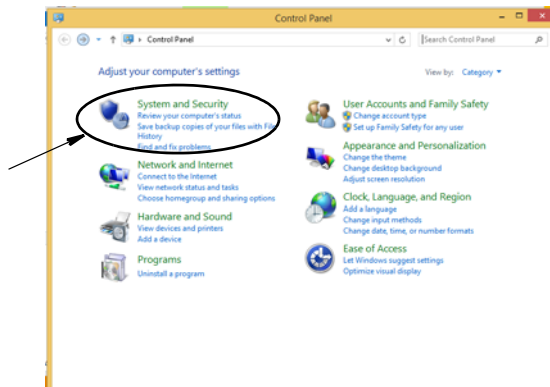 Control Panel
Control Panel
Search Control Panel
Adjust your computer's settings
View by: Category
System and Security
Review your computer's status
Save backup copies of your files with File
History
Find and fix problems
Network and Internet
Connect to the Internet
View network status and tasks
Choose homegroup and sharing options
Hardware and Sound
View devices and printers
Add a device
Programs
Uninstall a program
User Accounts and Family Safety
Change account type
Set up Family Safety for any user
Appearance and Personalization
Change the theme
Change desktop background
Adjust screen resolution
Clock, Language, and Region
Add a language
Change input methods
Change date, time, or number formats
Ease of Access
Let Windows suggest settings
Optimize visual display